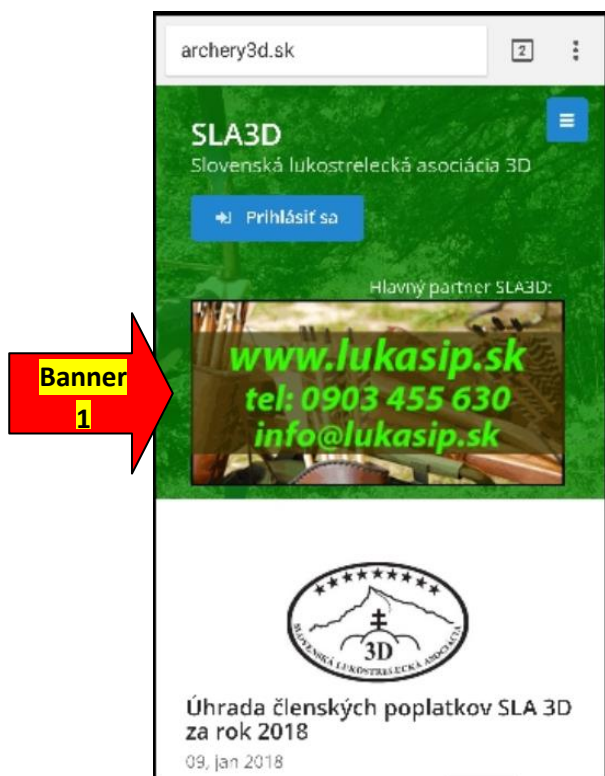 archery3d.sk
2
SLA3D
Slovenská lukostrelecká asociácia 3D
Prihlásiť sa
Hlavný partner SLA3D:
www.lukasip.sk
tel: 0903 455 630
info@lukasip.sk
Banner
1
SLOVENSKÁ LUKOSTRELECKÁ ASOCIÁCIA
3D
Úhrada členských poplatkov SLA 3D
za rok 2018
09, jan 2018